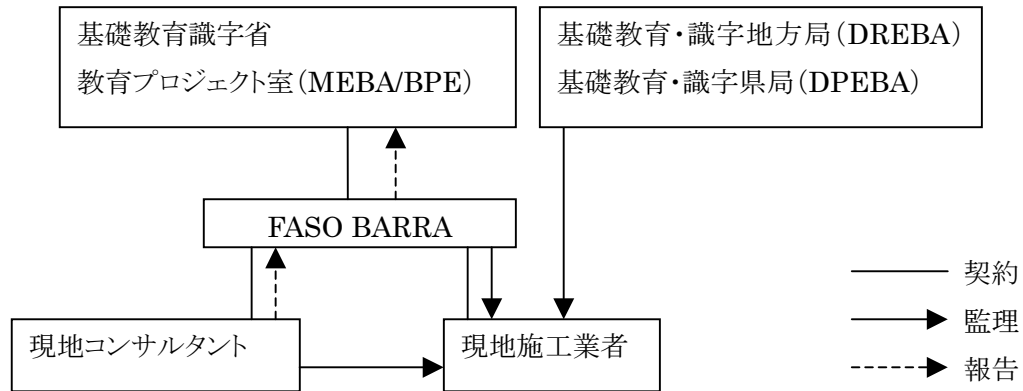 基礎教育識字省
教育プロジェクト室（MEBA/BPE）
基礎教育・識字地方局（DREBA）
基礎教育・識字県局（DPEBA）
FASO BARRA
現地コンサルタント
現地施工業者
契約
監理
報告